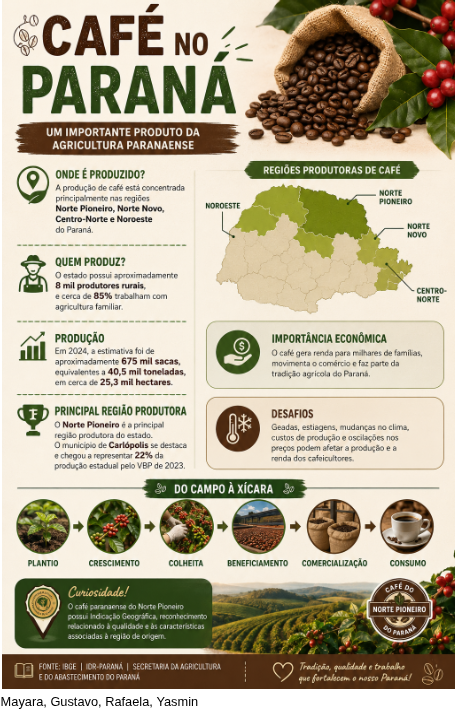 CAFÉ NO
PARANÁ
UM IMPORTANTE PRODUTO DA
AGRICULTURA PARANAENSE
ONDE É PRODUZIDO?
A produção de café está concentrada
principalmente nas regiões
Norte Pioneiro, Norte Novo,
Centro-Norte e Noroeste
do Paraná.
QUEM PRODUZ?
O estado possui aproximadamente
8 mil produtores rurais,
e cerca de 85% trabalham com
agricultura familiar.
PRODUÇÃO
Em 2024, a estimativa foi de
aproximadamente 675 mil sacas,
equivalentes a 40,5 mil toneladas,
em cerca de 25,3 mil hectares.
PRINCIPAL REGIÃO PRODUTORA
O Norte Pioneiro é a principal
região produtora do estado.
O município de Carlópolis se destaca
e chegou a representar 22% da
produção estadual pelo VBP de 2023.
REGIÕES PRODUTORAS DE CAFÉ
NOROESTE
NORTE
PIONEIRO
NORTE
NOVO
CENTRO-
NORTE
IMPORTÂNCIA ECONÔMICA
O café gera renda para milhares de famílias,
movimenta o comércio e faz parte da
tradição agrícola do Paraná.
DESAFIOS
Geadas, estiagens, mudanças no clima,
custos de produção e oscilações nos
preços podem afetar a produção e a
renda dos cafeicultores.
DO CAMPO À XÍCARA
PLANTIO
CRESCIMENTO
COLHEITA
BENEFICIAMENTO
COMERCIALIZAÇÃO
CONSUMO
Curiosidade!
O café paranaense do Norte Pioneiro
possui Indicação Geográfica, reconhecimento
relacionado à qualidade e às características
associadas à região de origem.
CAFÉ DO
NORTE PIONEIRO
DO PARANÁ
FONTE: IBGE | IDR-PARANÁ | SECRETARIA DA AGRICULTURA
E DO ABASTECIMENTO DO PARANÁ
Tradição, qualidade e trabalho
que fortalecem o nosso Paraná!
Mayara, Gustavo, Rafaela, Yasmin